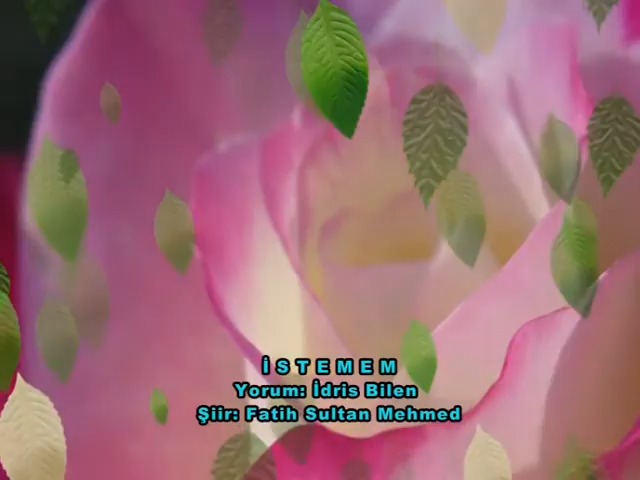 İ S T E M E M
Yorum: İdris Bilen
Şiir: Fatih Sultan Mehmed